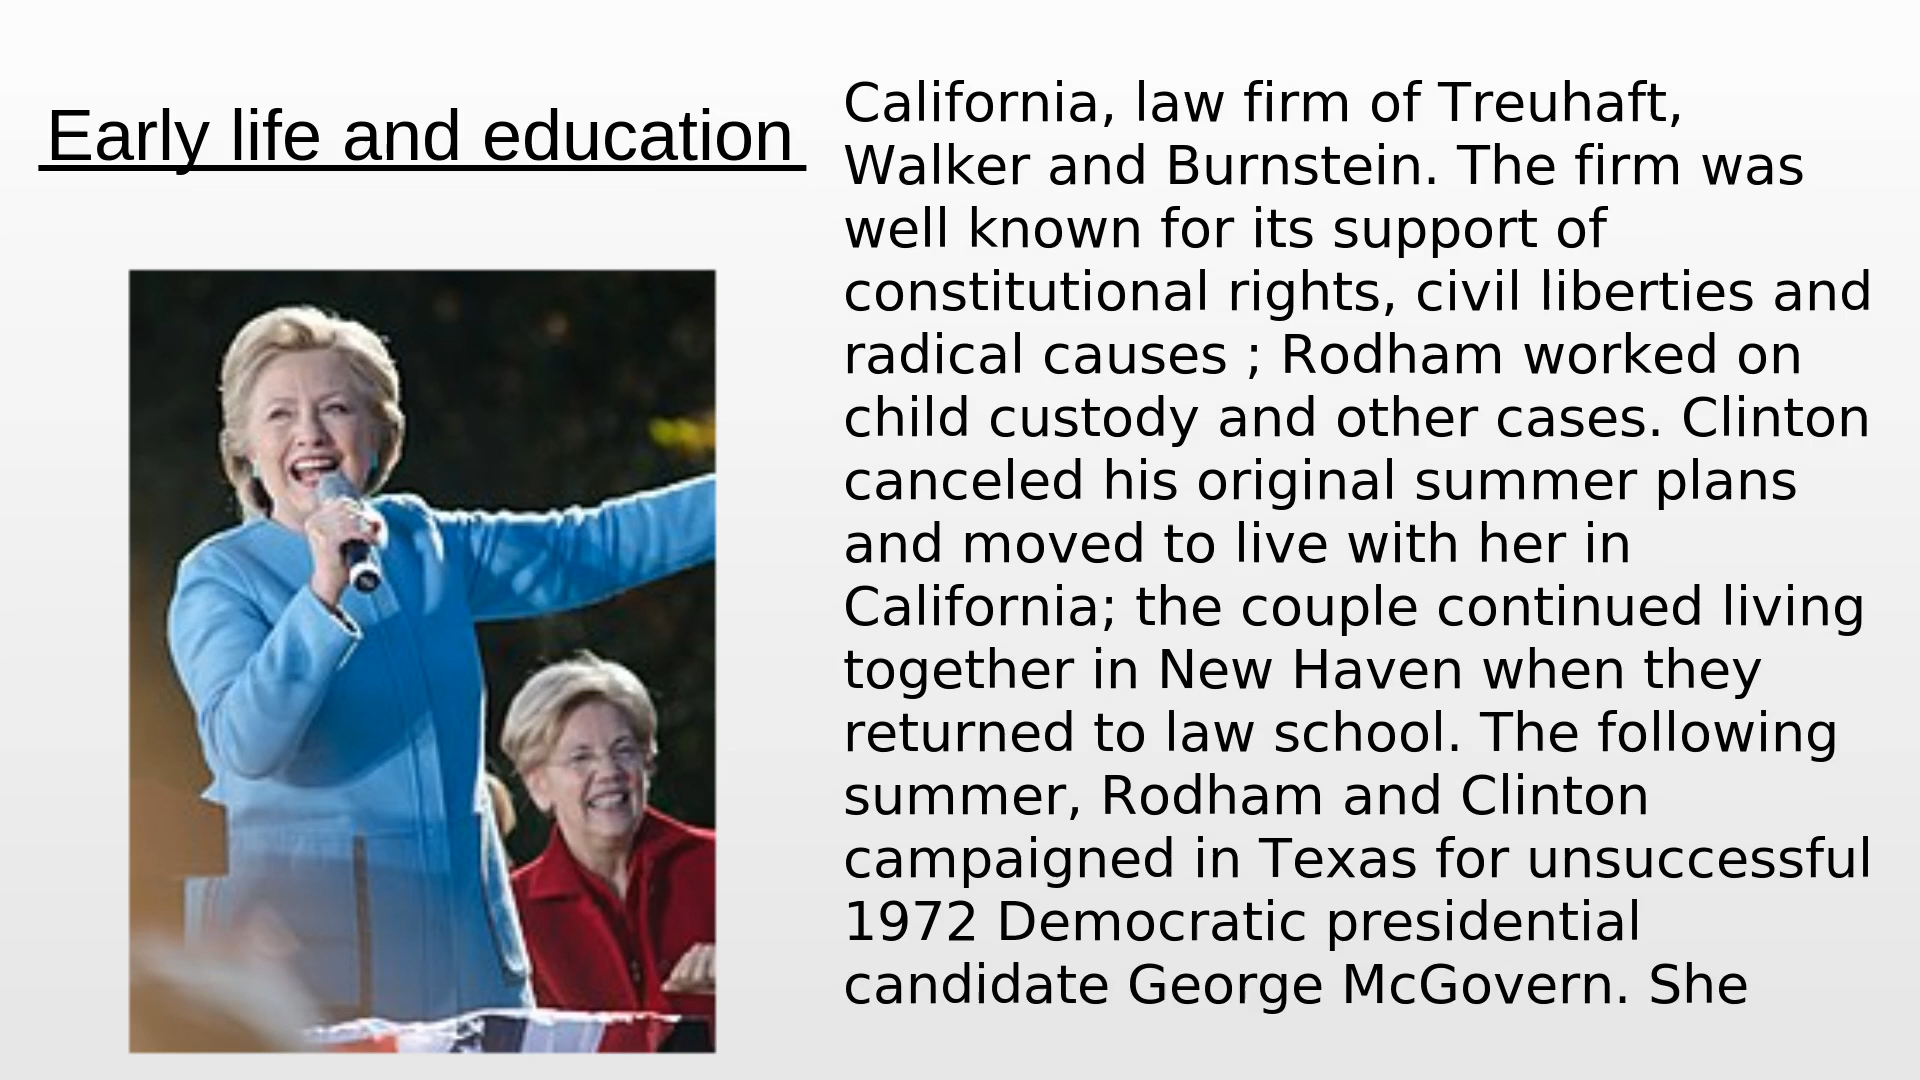 Early life and education
California, law firm of Treuhaft,
Walker and Burnstein. The firm was
well known for its support of
constitutional rights, civil liberties and
radical causes ; Rodham worked on
child custody and other cases. Clinton
canceled his original summer plans
and moved to live with her in
California; the couple continued living
together in New Haven when they
returned to law school. The following
summer, Rodham and Clinton
campaigned in Texas for unsuccessful
1972 Democratic presidential
candidate George McGovern. She